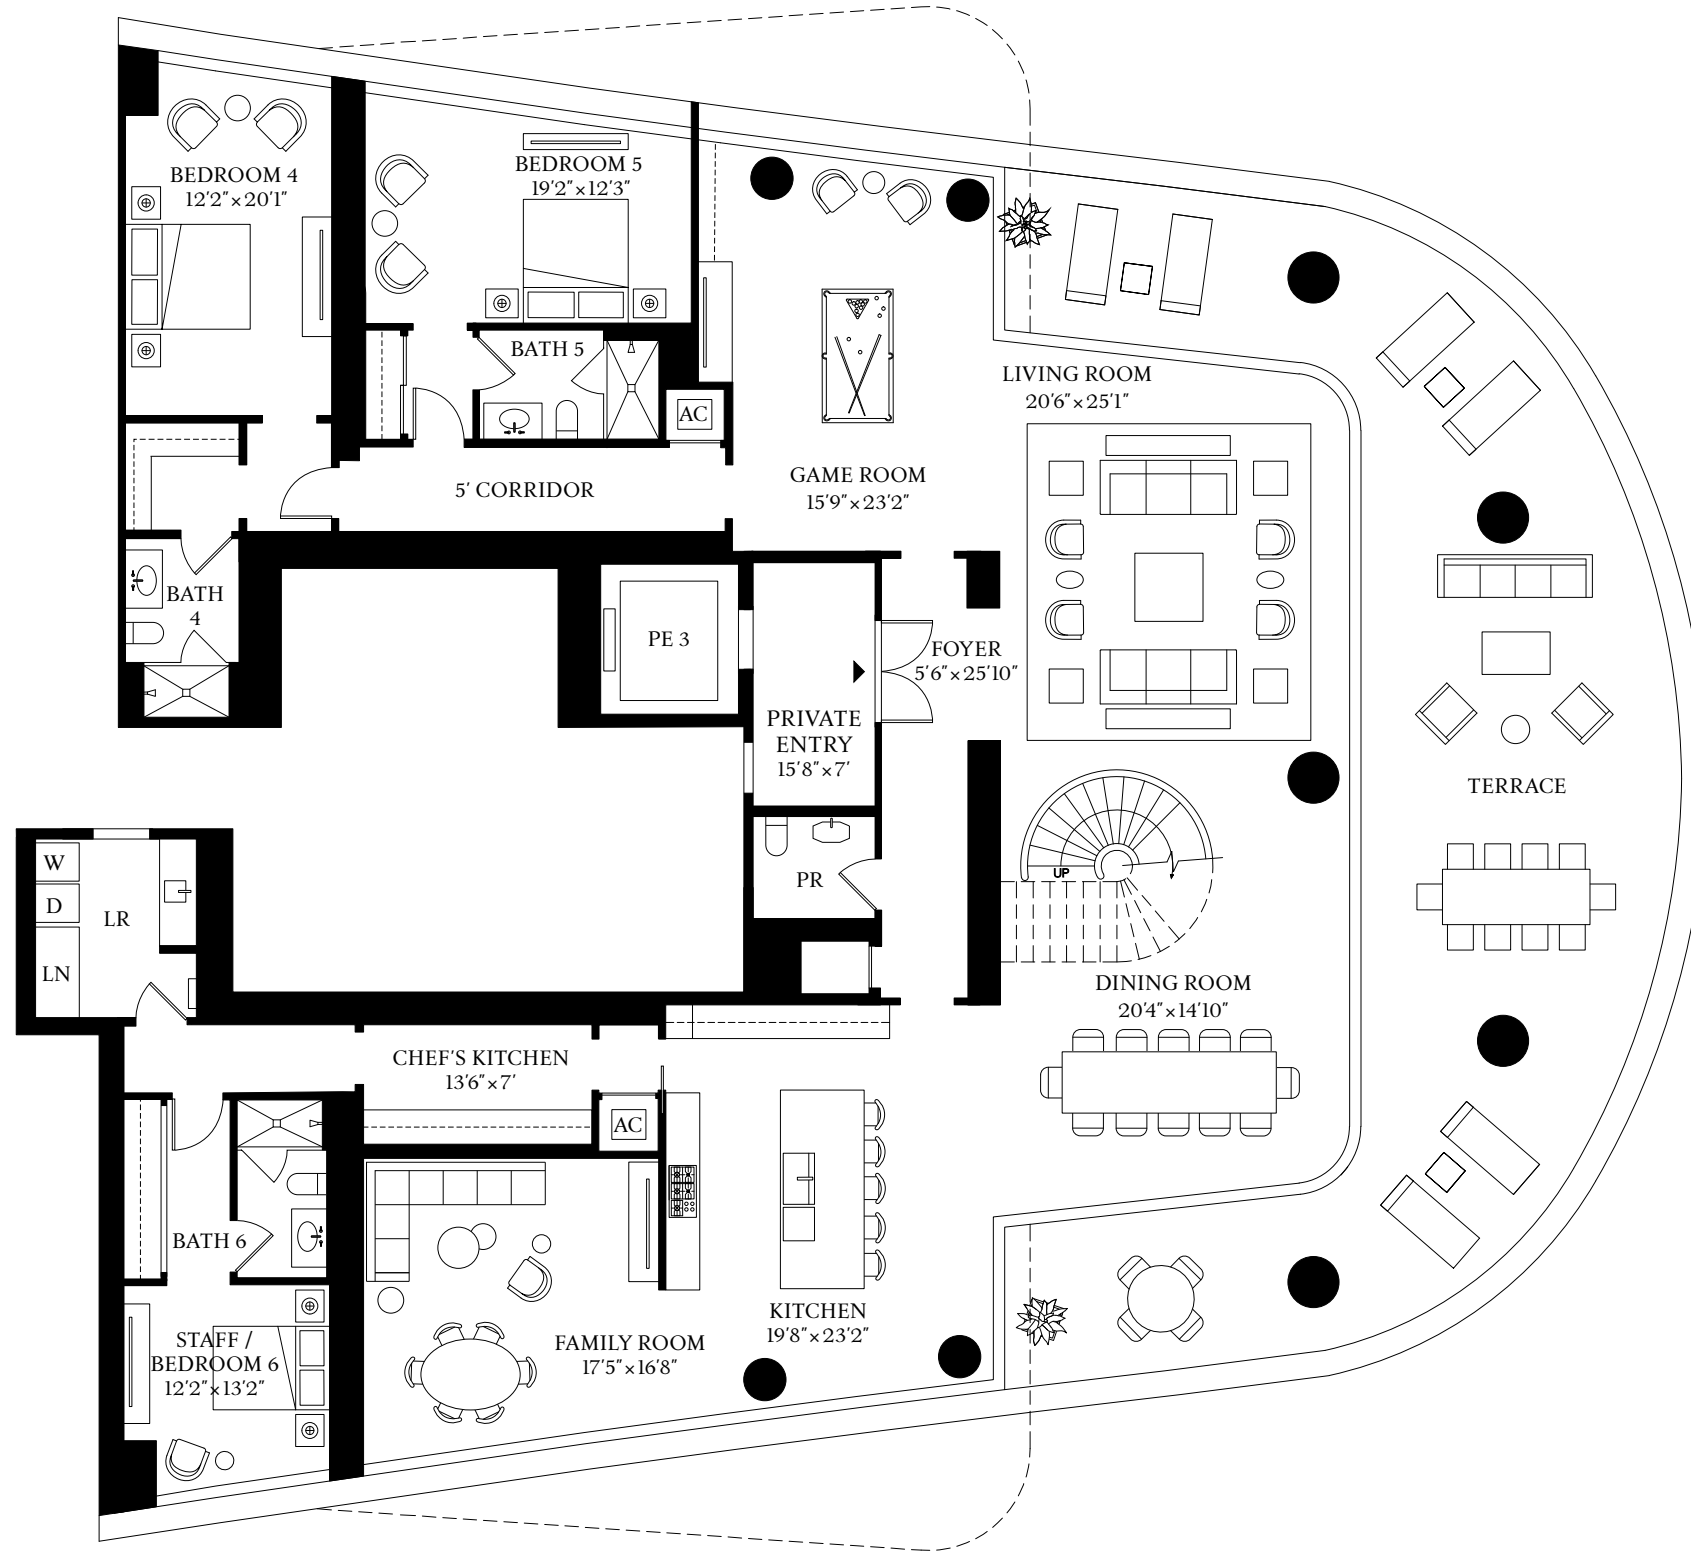 BEDROOM 4
12'2"×20'1"
BEDROOM 5
19'2"×12'3"
BATH 5
AC
LIVING ROOM
20'6"×25'1"
GAME ROOM
15'9"×23'2"
5' CORRIDOR
BATH
4
PE 3
FOYER
5'6"×25'10"
PRIVATE
ENTRY
15'8"×7'
TERRACE
UP
PR
W
D
LR
LN
DINING ROOM
20'4"×14'10"
CHEF'S KITCHEN
13'6"×7'
AC
BATH 6
KITCHEN
19'8"×23'2"
FAMILY ROOM
17'5"×16'8"
STAFF /
BEDROOM 6
12'2"×13'2"